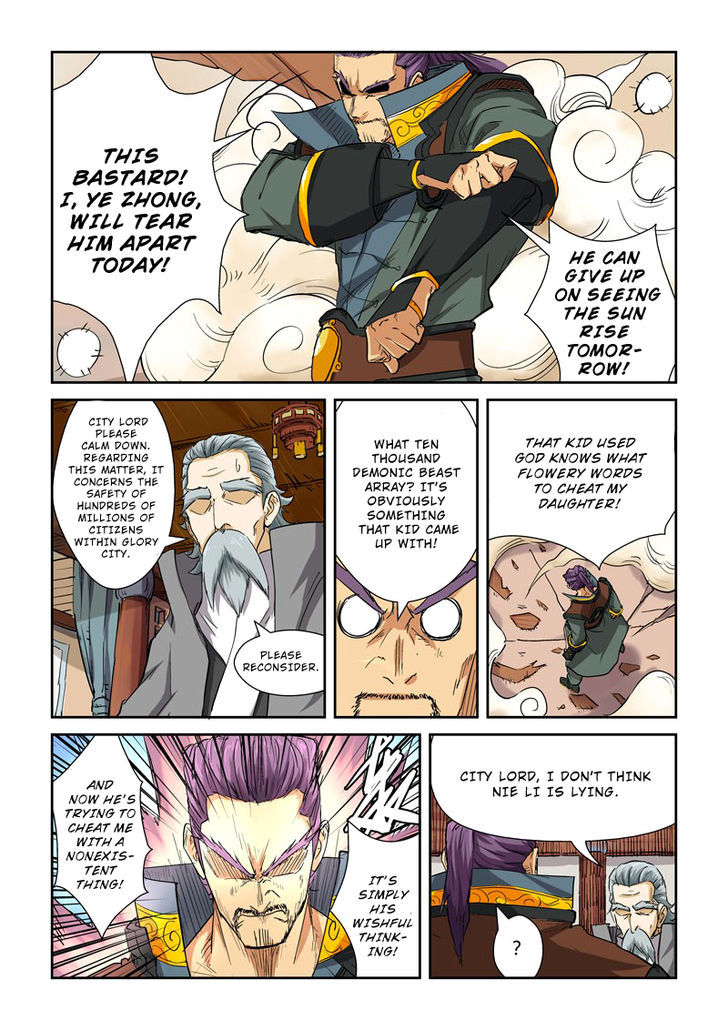 THIS
BASTARD!
I, YE ZHONG,
WILL TEAR
HIM APART
TODAY!
HE CAN
GIVE UP
ON SEEING
THE SUN
RISE
TOMOR-
ROW!
CITY LORD
PLEASE
CALM DOWN.
REGARDING
THIS MATTER, IT
CONCERNS THE
SAFETY OF
HUNDREDS OF
MILLIONS OF
CITIZENS
WITHIN GLORY
CITY.
PLEASE
RECONSIDER.
WHAT TEN
THOUSAND
DEMONIC BEAST
ARRAY? IT'S
OBVIOUSLY
SOMETHING
THAT KID CAME
UP WITH!
THAT KID USED
GOD KNOWS WHAT
FLOWERY WORDS
TO CHEAT MY
DAUGHTER!
AND
NOW HE'S
TRYING TO
CHEAT ME
WITH A
NONEXIS-
TENT
THING!
IT'S
SIMPLY
HIS
WISHFUL
THINK-
ING!
CITY LORD, I DON'T THINK
NIE LI IS LYING.
?